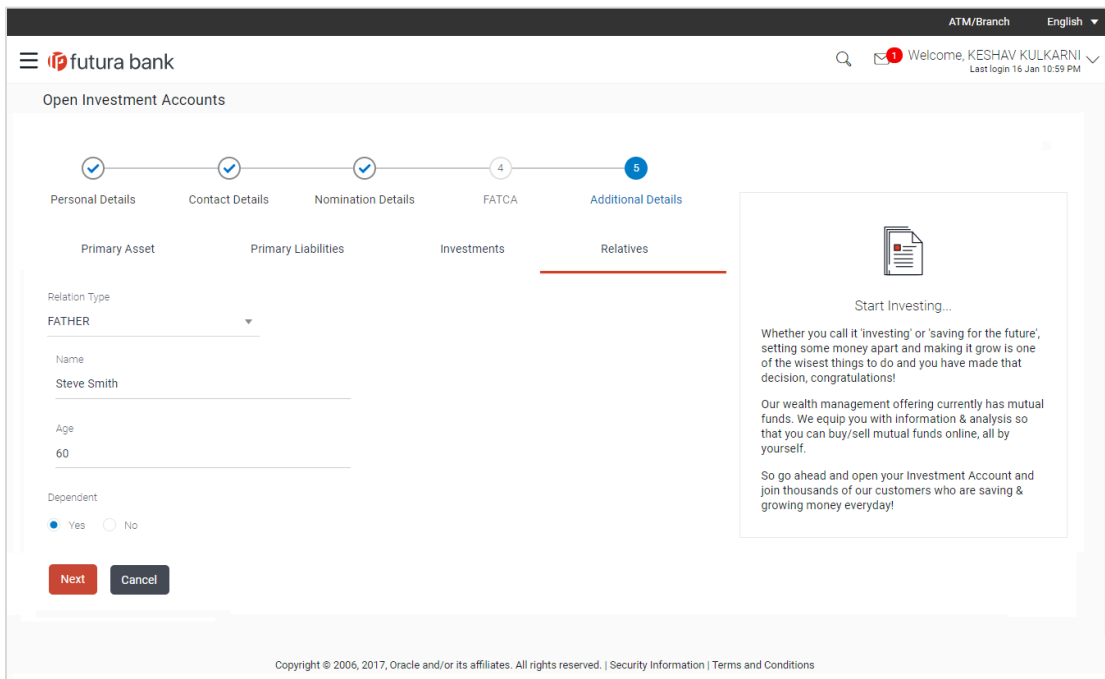 ATM/Branch English
futura bank
1 Welcome, KESHAV KULKARNI
Last login 16 Jan 10:59 PM
Open Investment Accounts
4 5
Personal Details Contact Details Nomination Details FATCA Additional Details
Primary Asset Primary Liabilities Investments Relatives
Relation Type
FATHER
Name
Steve Smith
Age
60
Dependent
Yes No
Next Cancel
Start Investing...
Whether you call it 'investing' or 'saving for the future',
setting some money apart and making it grow is one
of the wisest things to do and you have made that
decision, congratulations!
Our wealth management offering currently has mutual
funds. We equip you with information & analysis so
that you can buy/sell mutual funds online, all by
yourself.
So go ahead and open your Investment Account and
join thousands of our customers who are saving &
growing money everyday!
Copyright © 2006, 2017, Oracle and/or its affiliates. All rights reserved. | Security Information | Terms and Conditions